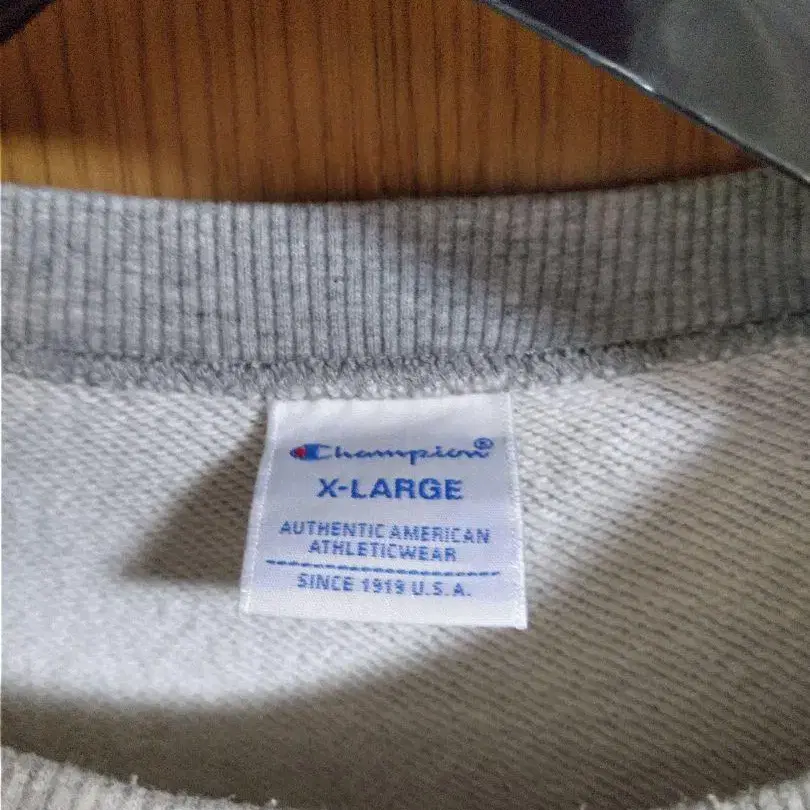 Champion®
X-LARGE
AUTHENTIC AMERICAN
ATHLETICWEAR
SINCE 1919 U.S.A.